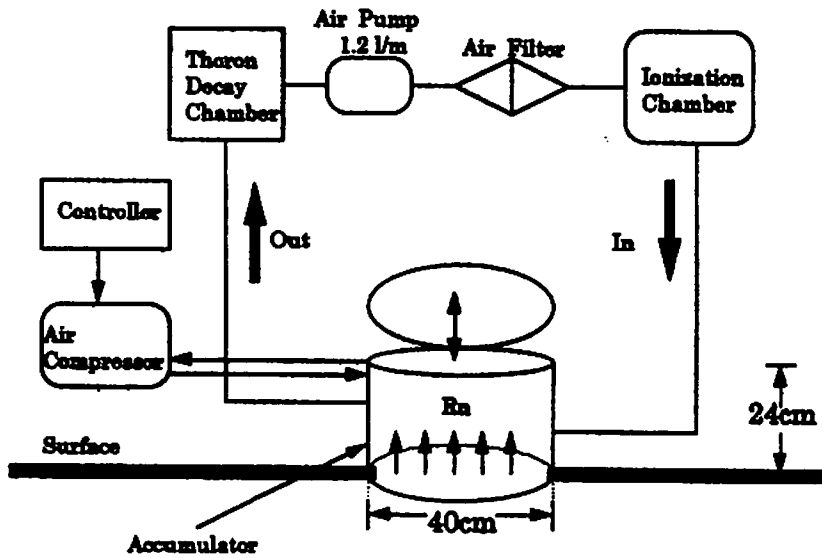 Air Pump
1.2 l/m
Air Filter
Thoron
Decay
Chamber
Ionization
Chamber
Controller
Out
In
Air
Compressor
Rn
24cm
Surface
40cm
Accumulator